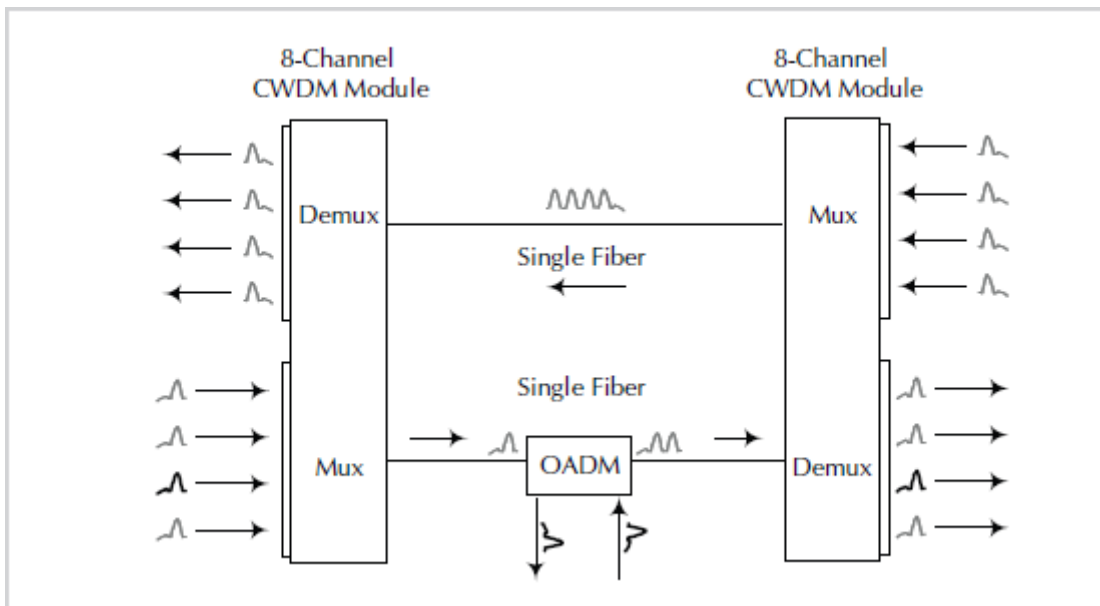 8-Channel
CWDM Module
8-Channel
CWDM Module
Demux
Mux
Single Fiber
Single Fiber
Mux
OADM
Demux